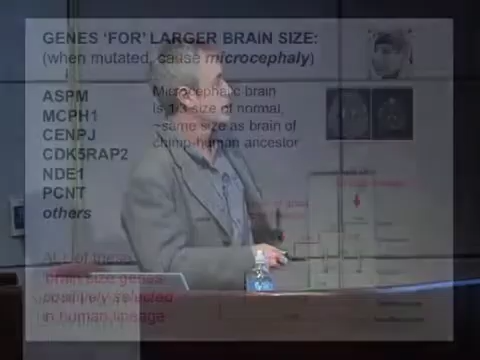 GENES 'FOR' LARGER BRAIN SIZE:
(when mutated, cause microcephaly)
ASPM
MCPH1
CENPJ
CDK5RAP2
NDE1
PCNT
others
Microcephalic brain
is 1/3 size of normal,
~same size as brain of
chimp-human ancestor
All of these
brain size genes
positively selected
in human lineage